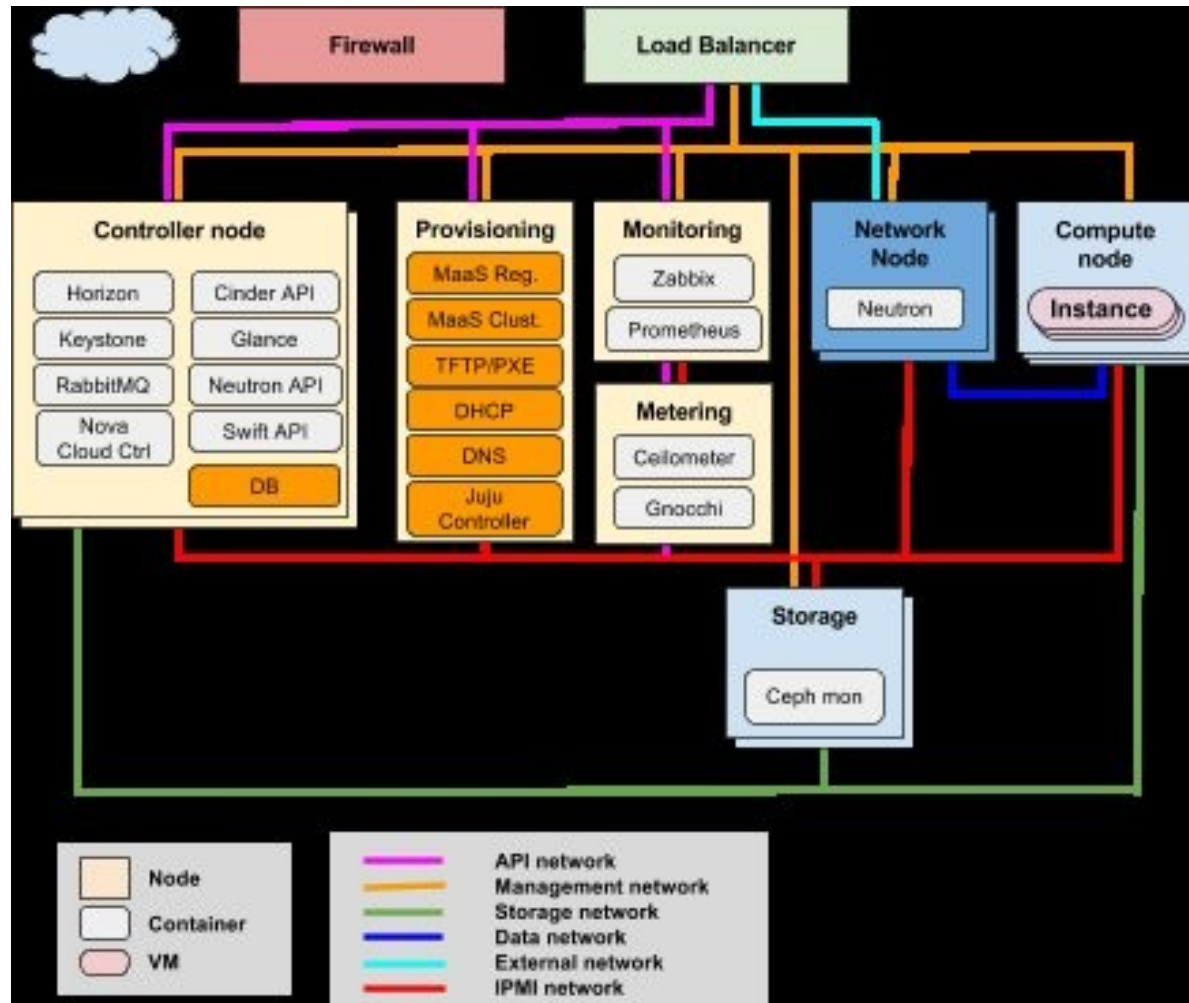 Firewall
Load Balancer
Controller node
Horizon
Cinder API
Keystone
Glance
RabbitMQ
Neutron API
Nova
Cloud Ctrl
Swift API
DB
Provisioning
MaaS Reg.
MaaS Clust.
TFTP/PXE
DHCP
DNS
Juju
Controller
Monitoring
Zabbix
Prometheus
Metering
Ceilometer
Gnocchi
Network
Node
Neutron
Compute
node
Instance
Storage
Ceph mon
Node
Container
VM
API network
Management network
Storage network
Data network
External network
IPMI network